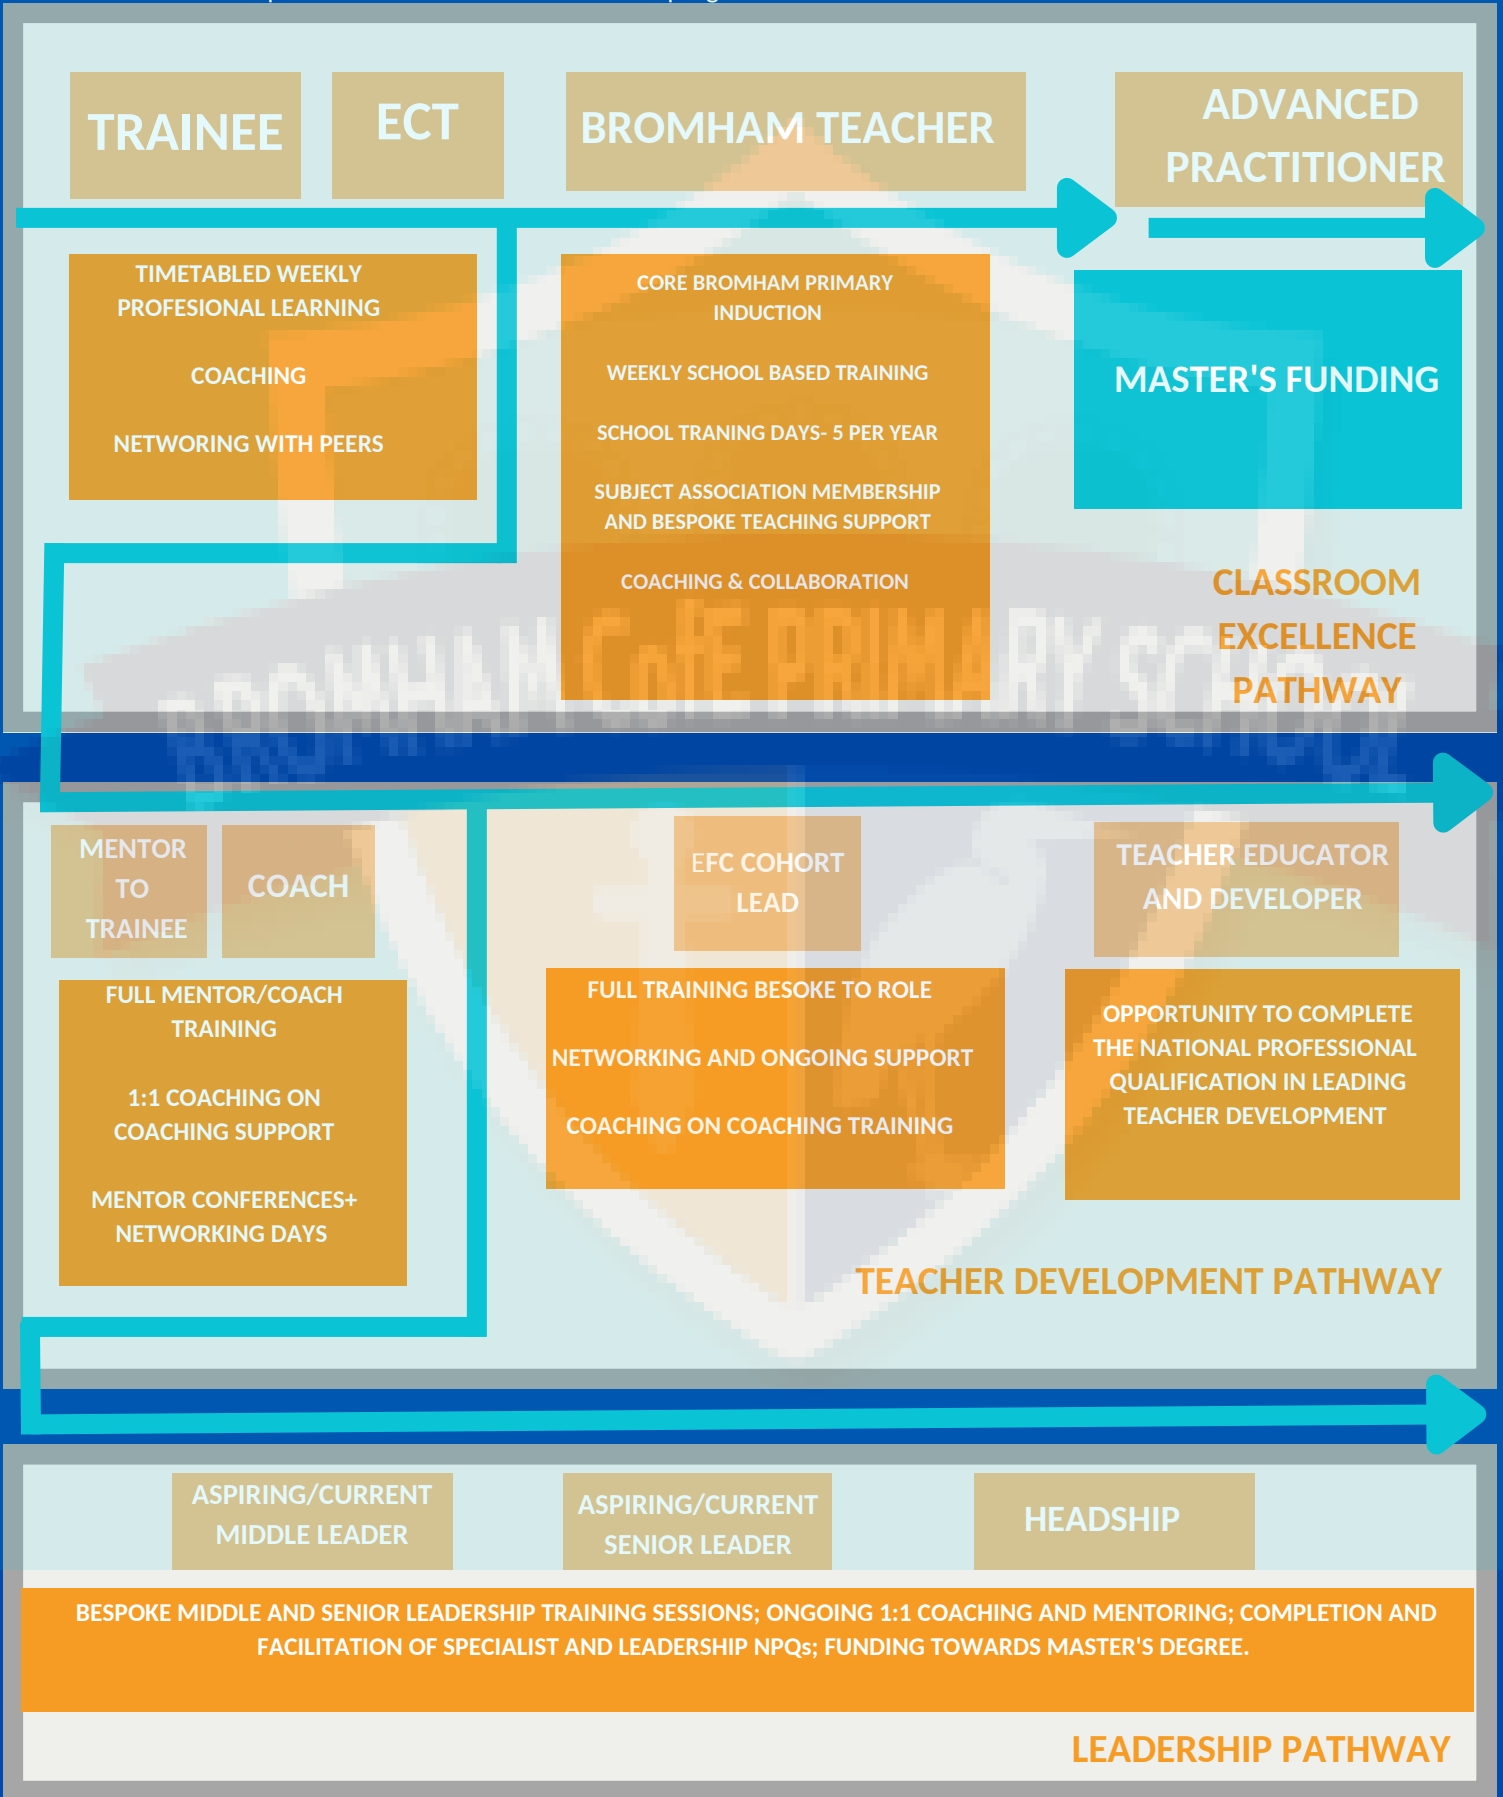 TRAINEE
ECT
BROMHAM TEACHER
ADVANCED
PRACTITIONER
TIMETABLED WEEKLY
PROFESIONAL LEARNING
COACHING
NETWORING WITH PEERS
CORE BROMHAM PRIMARY
INDUCTION
WEEKLY SCHOOL BASED TRAINING
SCHOOL TRANING DAYS- 5 PER YEAR
SUBJECT ASSOCIATION MEMBERSHIP
AND BESPOKE TEACHING SUPPORT
COACHING & COLLABORATION
MASTER'S FUNDING
CLASSROOM
EXCELLENCE
PATHWAY
BROMHAM CofE PRIMARY SCHOOL
MENTOR
TO
TRAINEE
COACH
EFC COHORT
LEAD
TEACHER EDUCATOR
AND DEVELOPER
FULL MENTOR/COACH
TRAINING
1:1 COACHING ON
COACHING SUPPORT
MENTOR CONFERENCES+
NETWORKING DAYS
FULL TRAINING BESOKE TO ROLE
NETWORKING AND ONGOING SUPPORT
COACHING ON COACHING TRAINING
OPPORTUNITY TO COMPLETE
THE NATIONAL PROFESSIONAL
QUALIFICATION IN LEADING
TEACHER DEVELOPMENT
TEACHER DEVELOPMENT PATHWAY
ASPIRING/CURRENT
MIDDLE LEADER
ASPIRING/CURRENT
SENIOR LEADER
HEADSHIP
BESPOKE MIDDLE AND SENIOR LEADERSHIP TRAINING SESSIONS; ONGOING 1:1 COACHING AND MENTORING; COMPLETION AND
FACILITATION OF SPECIALIST AND LEADERSHIP NPQs; FUNDING TOWARDS MASTER'S DEGREE.
LEADERSHIP PATHWAY